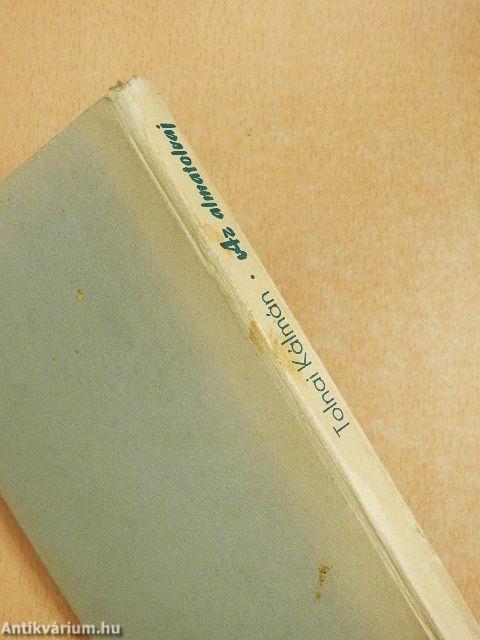 Tolnai Kálmán • Az almatolvaj
Antikvárium.hu